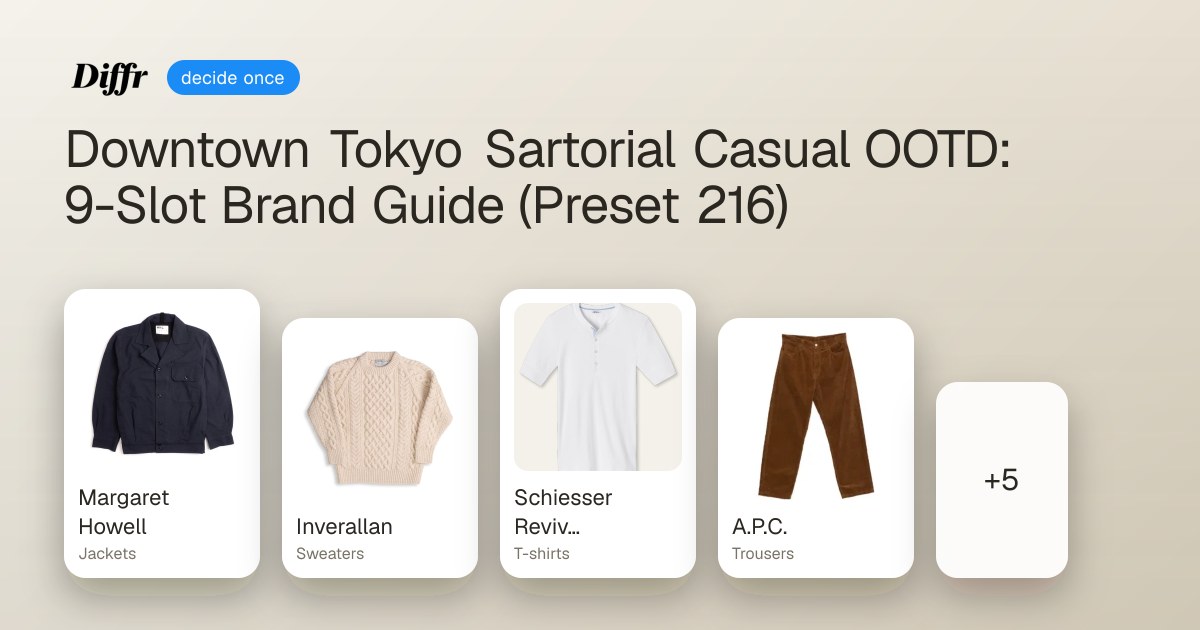 Diffr decide once
Downtown Tokyo Sartorial Casual OOTD:
9-Slot Brand Guide (Preset 216)
Margaret
Howell
Jackets
Inverallan
Sweaters
Schiesser
Reviv...
T-shirts
A.P.C.
Trousers
+5